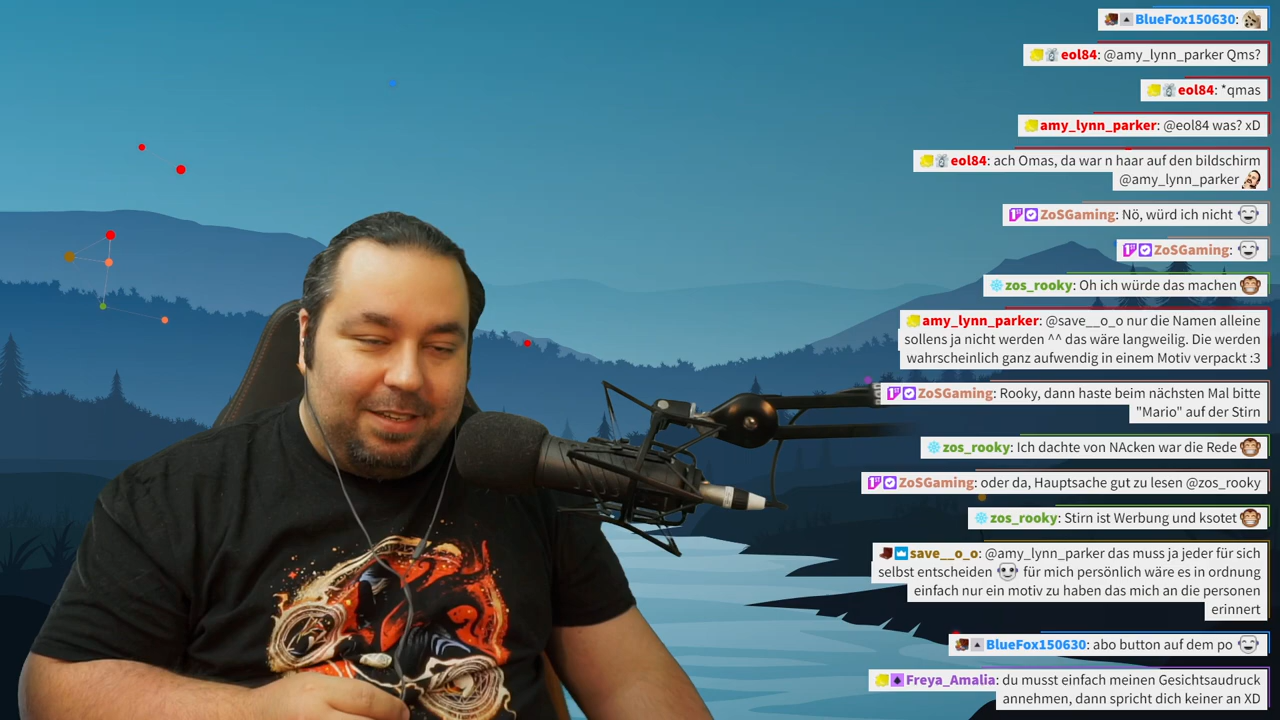 BlueFox150630:
eol84: @amy_lynn_parker Qms?
eol84: *qmas
amy_lynn_parker: @eol84 was? xD
eol84: ach Omas, da war n haar auf den bildschirm
@amy_lynn_parker
ZoSGaming: Nö, würd ich nicht
ZoSGaming:
zos_rooky: Oh ich würde das machen
amy_lynn_parker: @save__o_o nur die Namen alleine
sollens ja nicht werden ^^ das wäre langweilig. Die werden
wahrscheinlich ganz aufwendig in einem Motiv verpackt :3
ZoSGaming: Rooky, dann haste beim nächsten Mal bitte
"Mario" auf der Stirn
zos_rooky: Ich dachte von NAcken war die Rede
ZoSGaming: oder da, Hauptsache gut zu lesen @zos_rooky
zos_rooky: Stirn ist Werbung und ksotet
save__o_o: @amy_lynn_parker das muss ja jeder für sich
selbst entscheiden für mich persönlich wäre es in ordnung
einfach nur ein motiv zu haben das mich an die personen
erinnert
BlueFox150630: abo button auf dem po
Freya_Amalia: du musst einfach meinen Gesichtsaudruck
annehmen, dann spricht dich keiner an XD